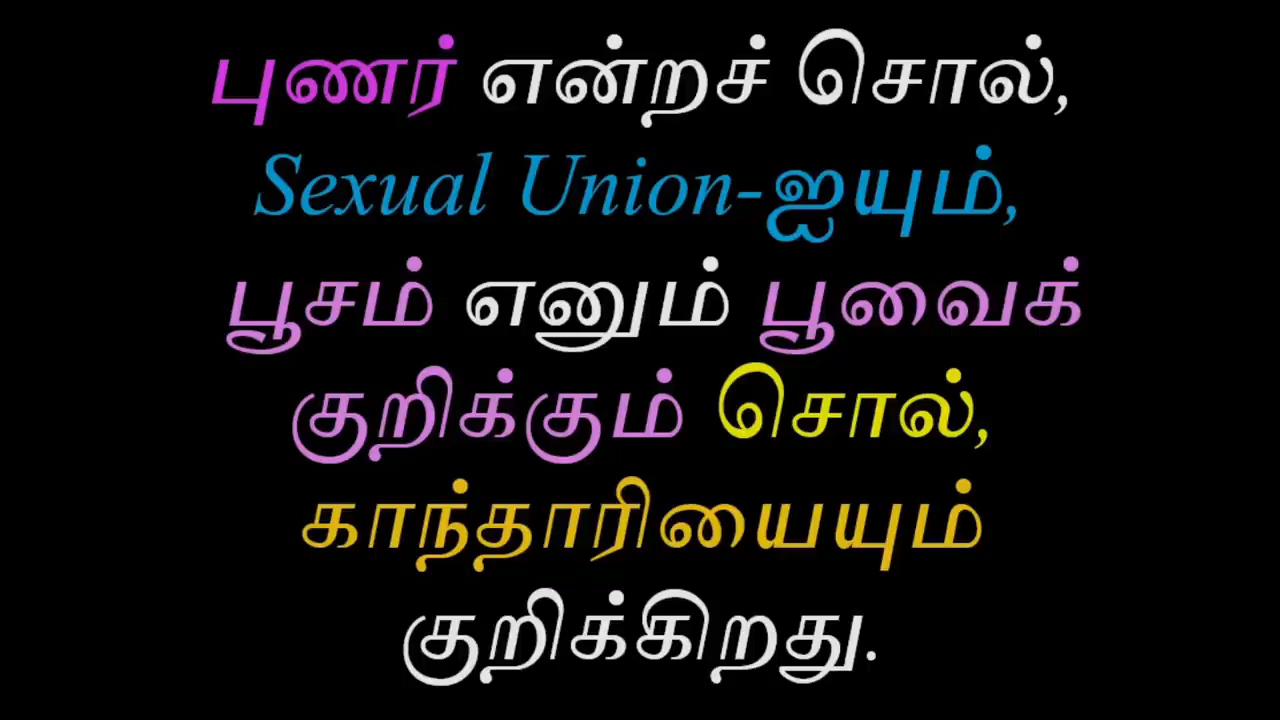 புணர் என்றச் சொல்,
Sexual Union-ஐயும்,
பூசம் எனும் பூவைக்
குறிக்கும் சொல்,
காந்தாரியையும்
குறிக்கிறது.